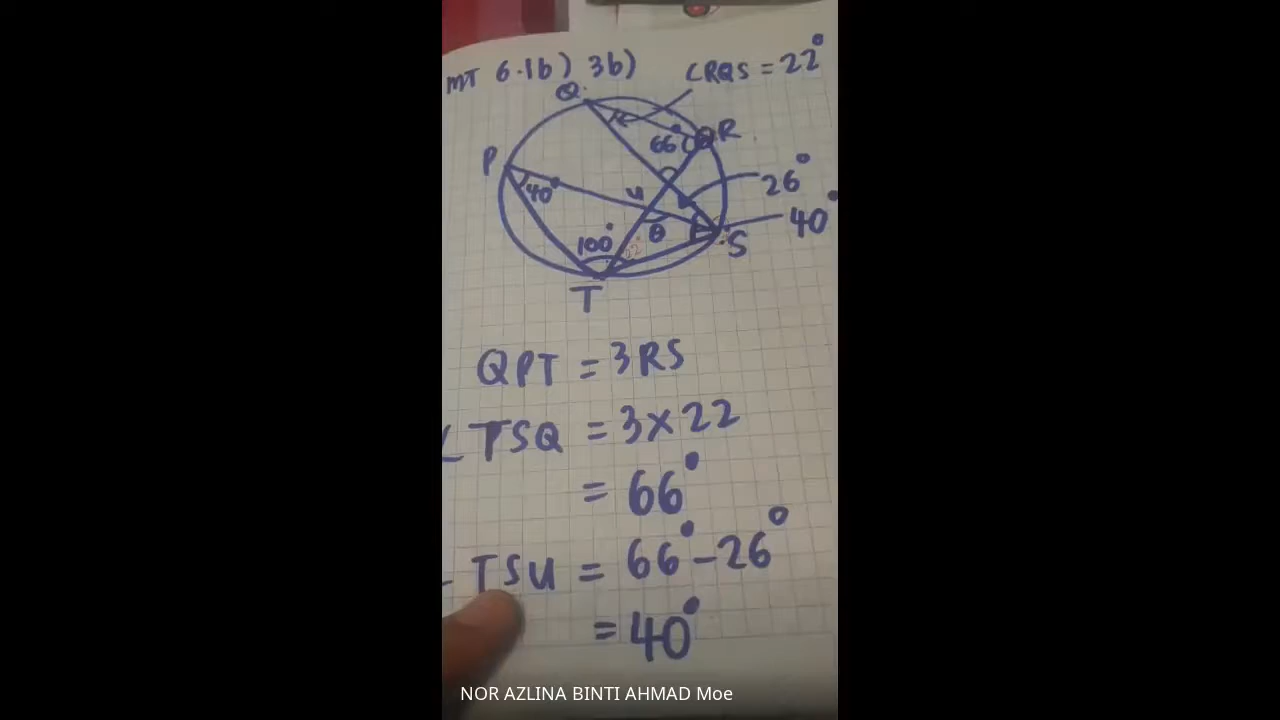 MT 6.1b) 3b) ∠RQS = 22°
Q
66° R
P
40° u 26°
40°
100° 22° θ S
T
QPT = 3RS
∠TSQ = 3×22
= 66°
TSU = 66°-26°
= 40°
NOR AZLINA BINTI AHMAD Moe